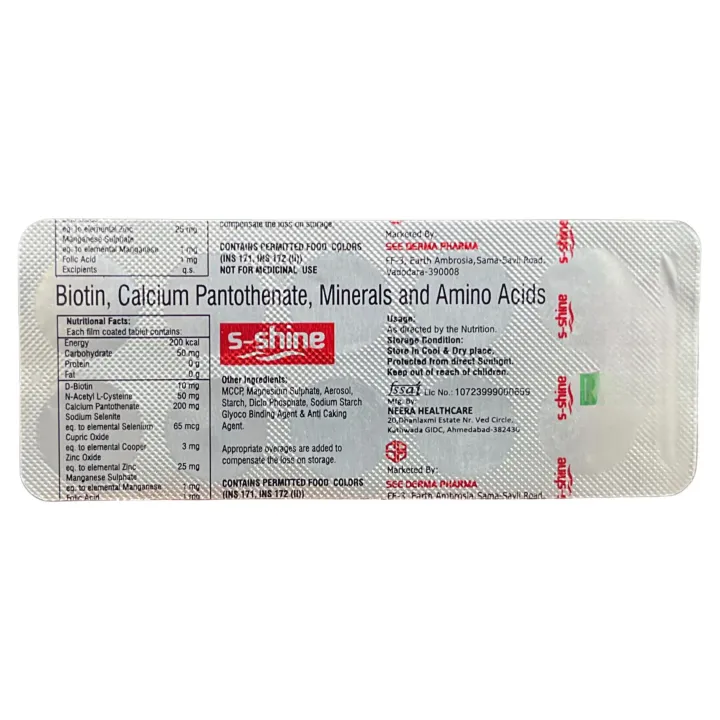 eq. to elemental Zinc 25 mg
Manganese Sulphate
eq. to elemental Manganese 1 mg
Folic Acid 1 mg
Excipients q.s.
compensate the loss on storage.
CONTAINS PERMITTED FOOD COLORS
(INS 171, INS 172 (ii))
NOT FOR MEDICINAL USE
Marketed By:
SEE DERMA PHARMA
FF-3, Earth Ambrosia, Sama-Savli Road,
Vadodara-390008
s-shine
Biotin, Calcium Pantothenate, Minerals and Amino Acids
Nutritional Facts:
Each film coated tablet contains:
Energy 200 kcal
Carbohydrate 50 mg
Protein 0 g
Fat 0 g
D-Biotin 10 mg
N-Acetyl L-Cysteine 50 mg
Calcium Pantothenate 200 mg
Sodium Selenite
eq. to elemental Selenium 65 mcg
Cupric Oxide
eq. to elemental Cooper 3 mg
Zinc Oxide
eq. to elemental Zinc 25 mg
Manganese Sulphate
eq. to elemental Manganese 1 mg
Folic Acid 1 mg
s-shine
Other Ingredients:
MCCP, Magnesium Sulphate, Aerosol,
Starch, Diclo Phosphate, Sodium Starch
Glyoco Binding Agent & Anti Caking
Agent.
Appropriate overages are added to
compensate the loss on storage.
CONTAINS PERMITTED FOOD COLORS
(INS 171, INS 172 (ii))
Usage:
As directed by the Nutrition.
Storage Condition:
Store in Cool & Dry place,
Protected from direct Sunlight.
Keep out of reach of children.
fssai Lic No.: 10723999000659
Mfg. By:
NEERA HEALTHCARE
20, Dhanlaxmi Estate Nr. Ved Circle,
Kathwada GIDC, Ahmedabad-382430
Marketed By:
SEE DERMA PHARMA
FF-3, Earth Ambrosia, Sama-Savli Road,
s-shine
s-shine
s-shine